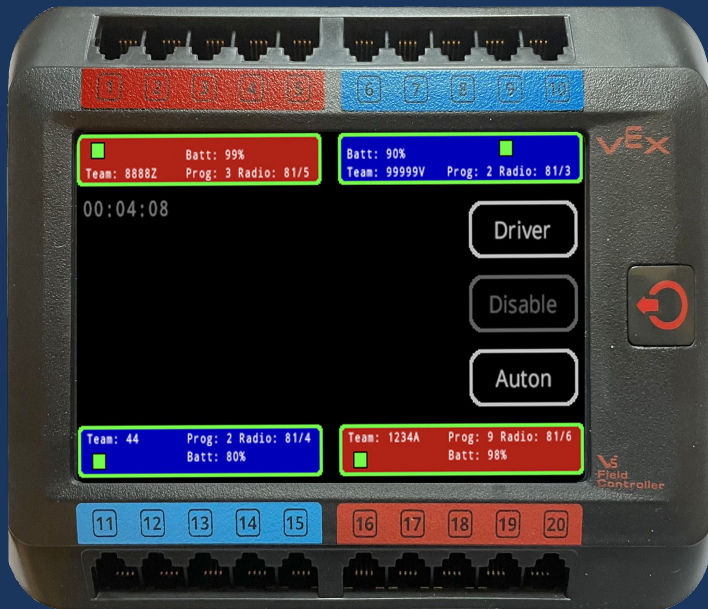 1 2 3 4 5 6 7 8 9 10
VEX
Batt: 99%
Team: 8888Z Prog: 3 Radio: 81/5
Batt: 90%
Team: 99999V Prog: 2 Radio: 81/3
00:04:08
Driver
Disable
Auton
Team: 44 Prog: 2 Radio: 81/4
Batt: 80%
Team: 1234A Prog: 9 Radio: 81/6
Batt: 98%
V5
Field
Controller
11 12 13 14 15 16 17 18 19 20